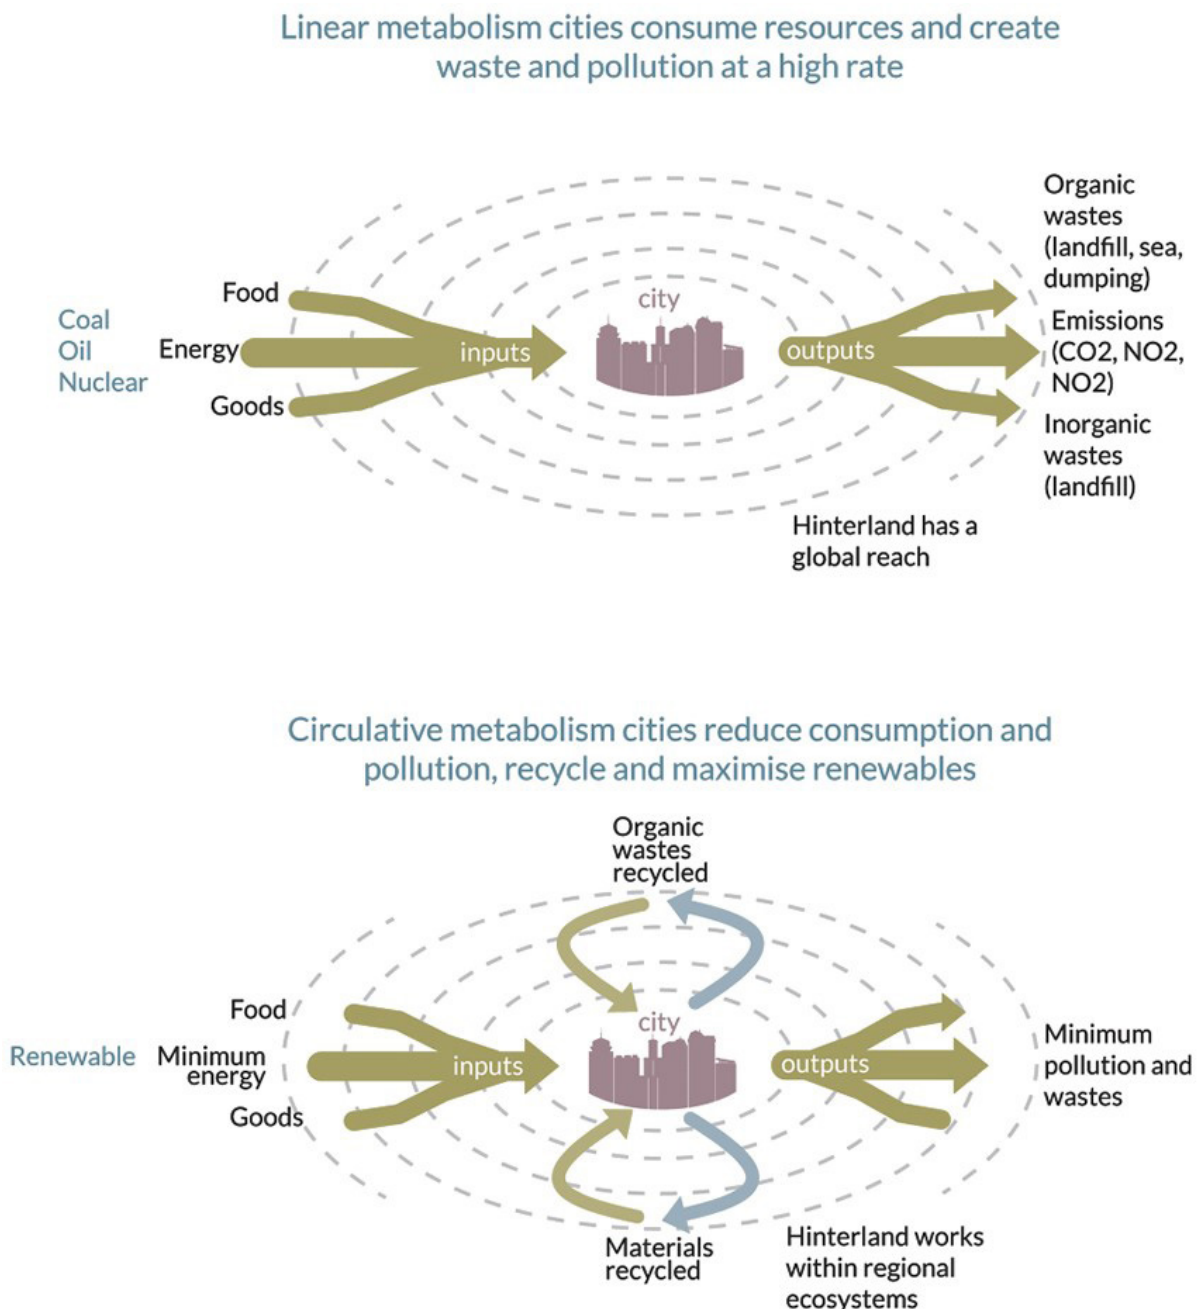 Linear metabolism cities consume resources and create
waste and pollution at a high rate
Coal
Oil
Nuclear
Food
Energy
Goods
inputs
city
outputs
Organic
wastes
(landfill, sea,
dumping)
Emissions
(CO2, NO2,
NO2)
Inorganic
wastes
(landfill)
Hinterland has a
global reach
Circulative metabolism cities reduce consumption and
pollution, recycle and maximise renewables
Organic
wastes
recycled
Renewable
Food
Minimum
energy
Goods
inputs
city
outputs
Minimum
pollution and
wastes
Materials
recycled
Hinterland works
within regional
ecosystems